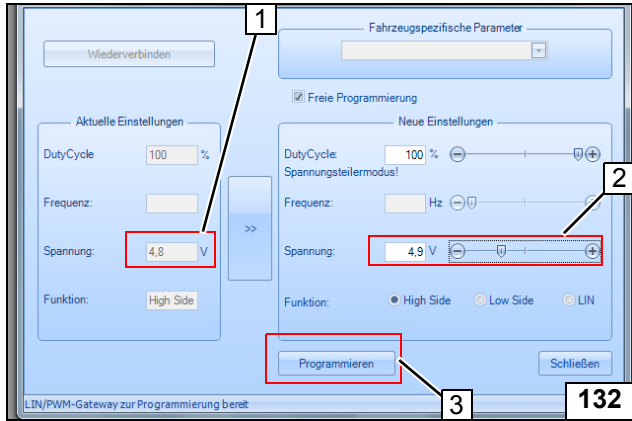 1
Fahrzeugspezifische Parameter
Wiederverbinden
Freie Programmierung
Aktuelle Einstellungen
DutyCycle
100 %
Frequenz:
Spannung:
4,8 V
Funktion:
High Side
>>
Neue Einstellungen
DutyCycle:
100 %
Spannungsteilermodus!
Frequenz:
Hz
2
Spannung:
4,9 V
Funktion:
High Side Low Side LIN
Programmieren
Schließen
3
132
LIN/PWM-Gateway zur Programmierung bereit